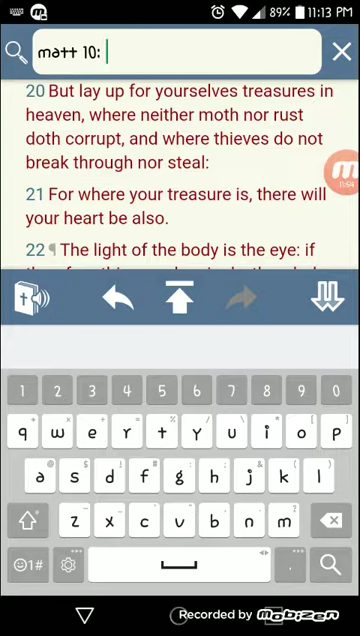 89% 11:13 PM
matt 10:
20 But lay up for yourselves treasures in
heaven, where neither moth nor rust
doth corrupt, and where thieves do not
break through nor steal:
11:54
21 For where your treasure is, there will
your heart be also.
22 ¶ The light of the body is the eye: if
1 2 3 4 5 6 7 8 9 0
q w e r t y u i o p
a s d f g h j k l
z x c v b n m
☺1#
Recorded by mobizen